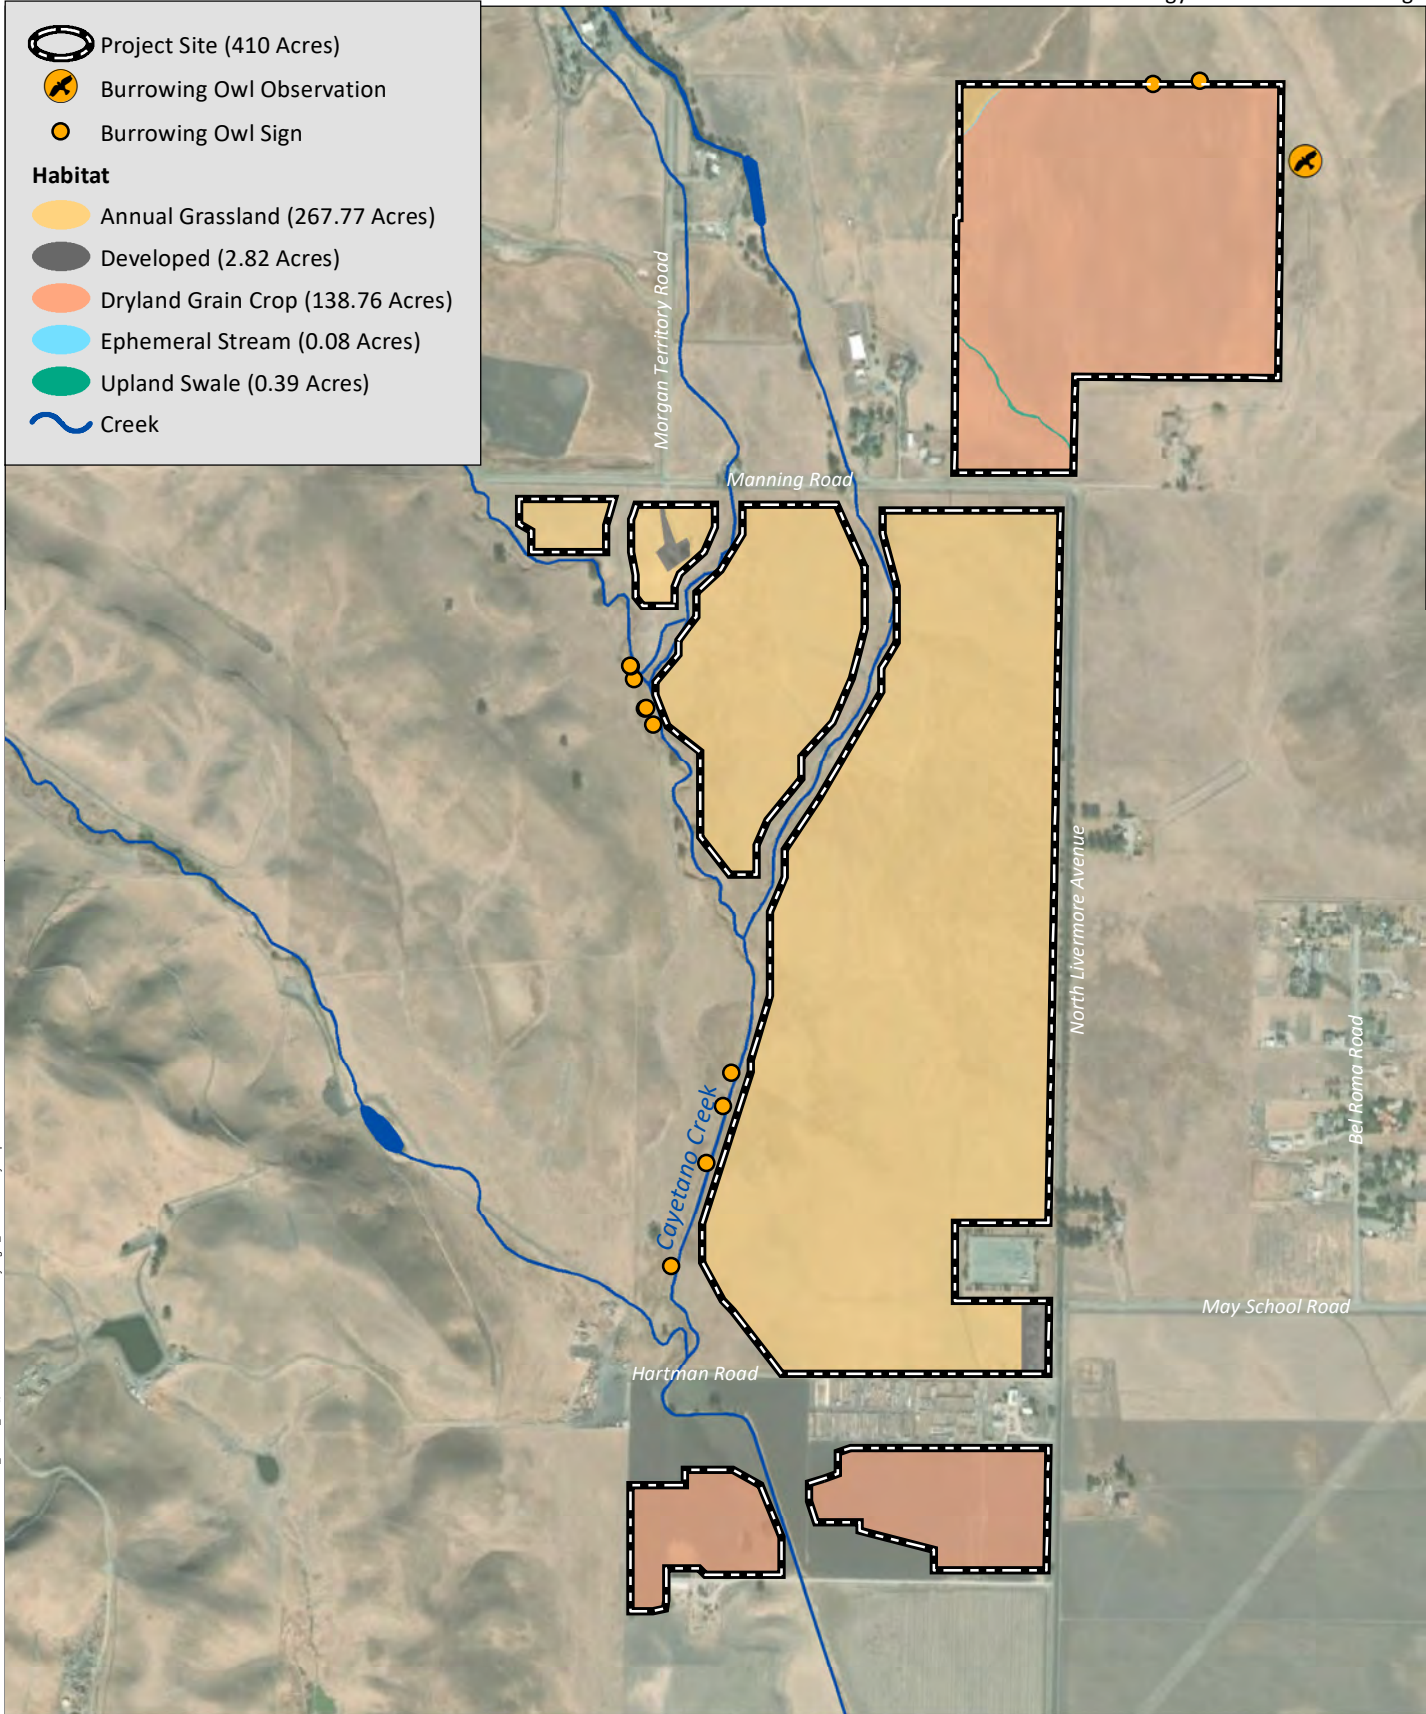 Project Site (410 Acres)
Burrowing Owl Observation
Burrowing Owl Sign
Habitat
Annual Grassland (267.77 Acres)
Developed (2.82 Acres)
Dryland Grain Crop (138.76 Acres)
Ephemeral Stream (0.08 Acres)
Upland Swale (0.39 Acres)
Creek
Morgan Territory Road
Manning Road
North Livermore Avenue
Bel Roma Road
Cayetano Creek
May School Road
Hartman Road